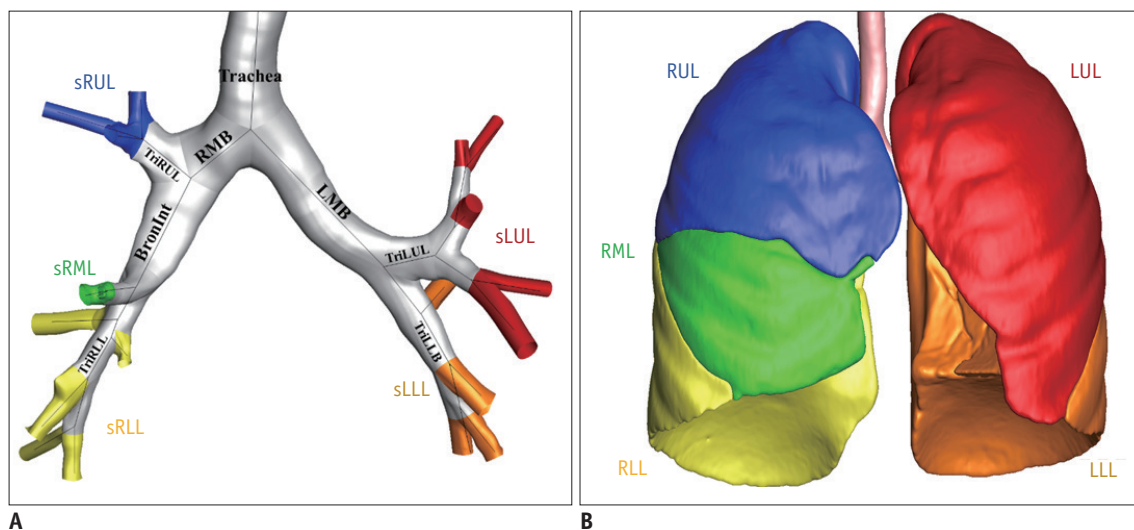 Trachea
sRUL
RMB
TriRUL
LMB
BronInt
TriLUL
sLUL
sRML
TriRLL
TriLLB
sLLL
sRLL
A
RUL
LUL
RML
RLL
LLL
B